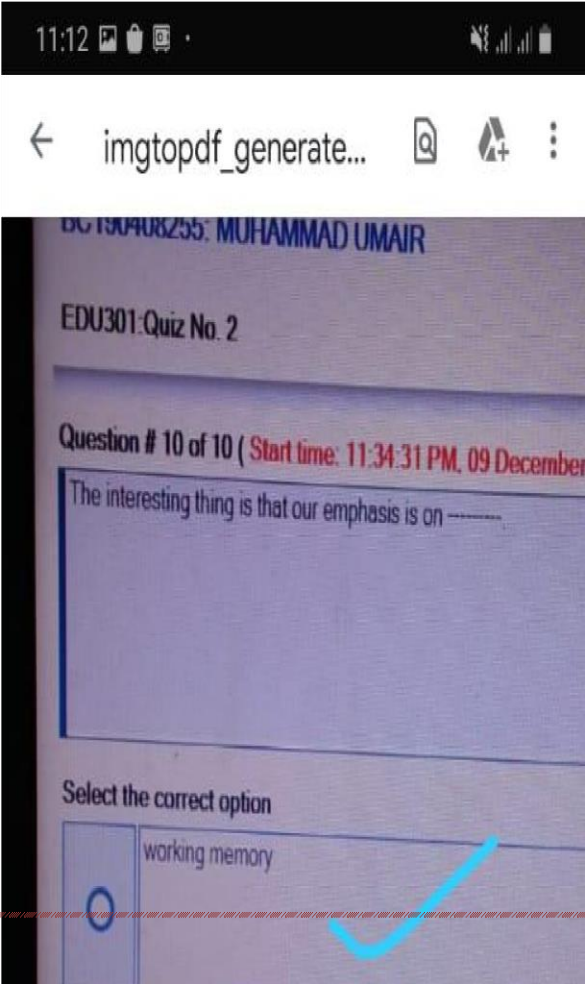 11:12
imgtopdf_generate...
BC190408255: MUHAMMAD UMAIR
EDU301:Quiz No. 2
Question # 10 of 10 ( Start time: 11:34:31 PM, 09 December
The interesting thing is that our emphasis is on ---------.
Select the correct option
working memory